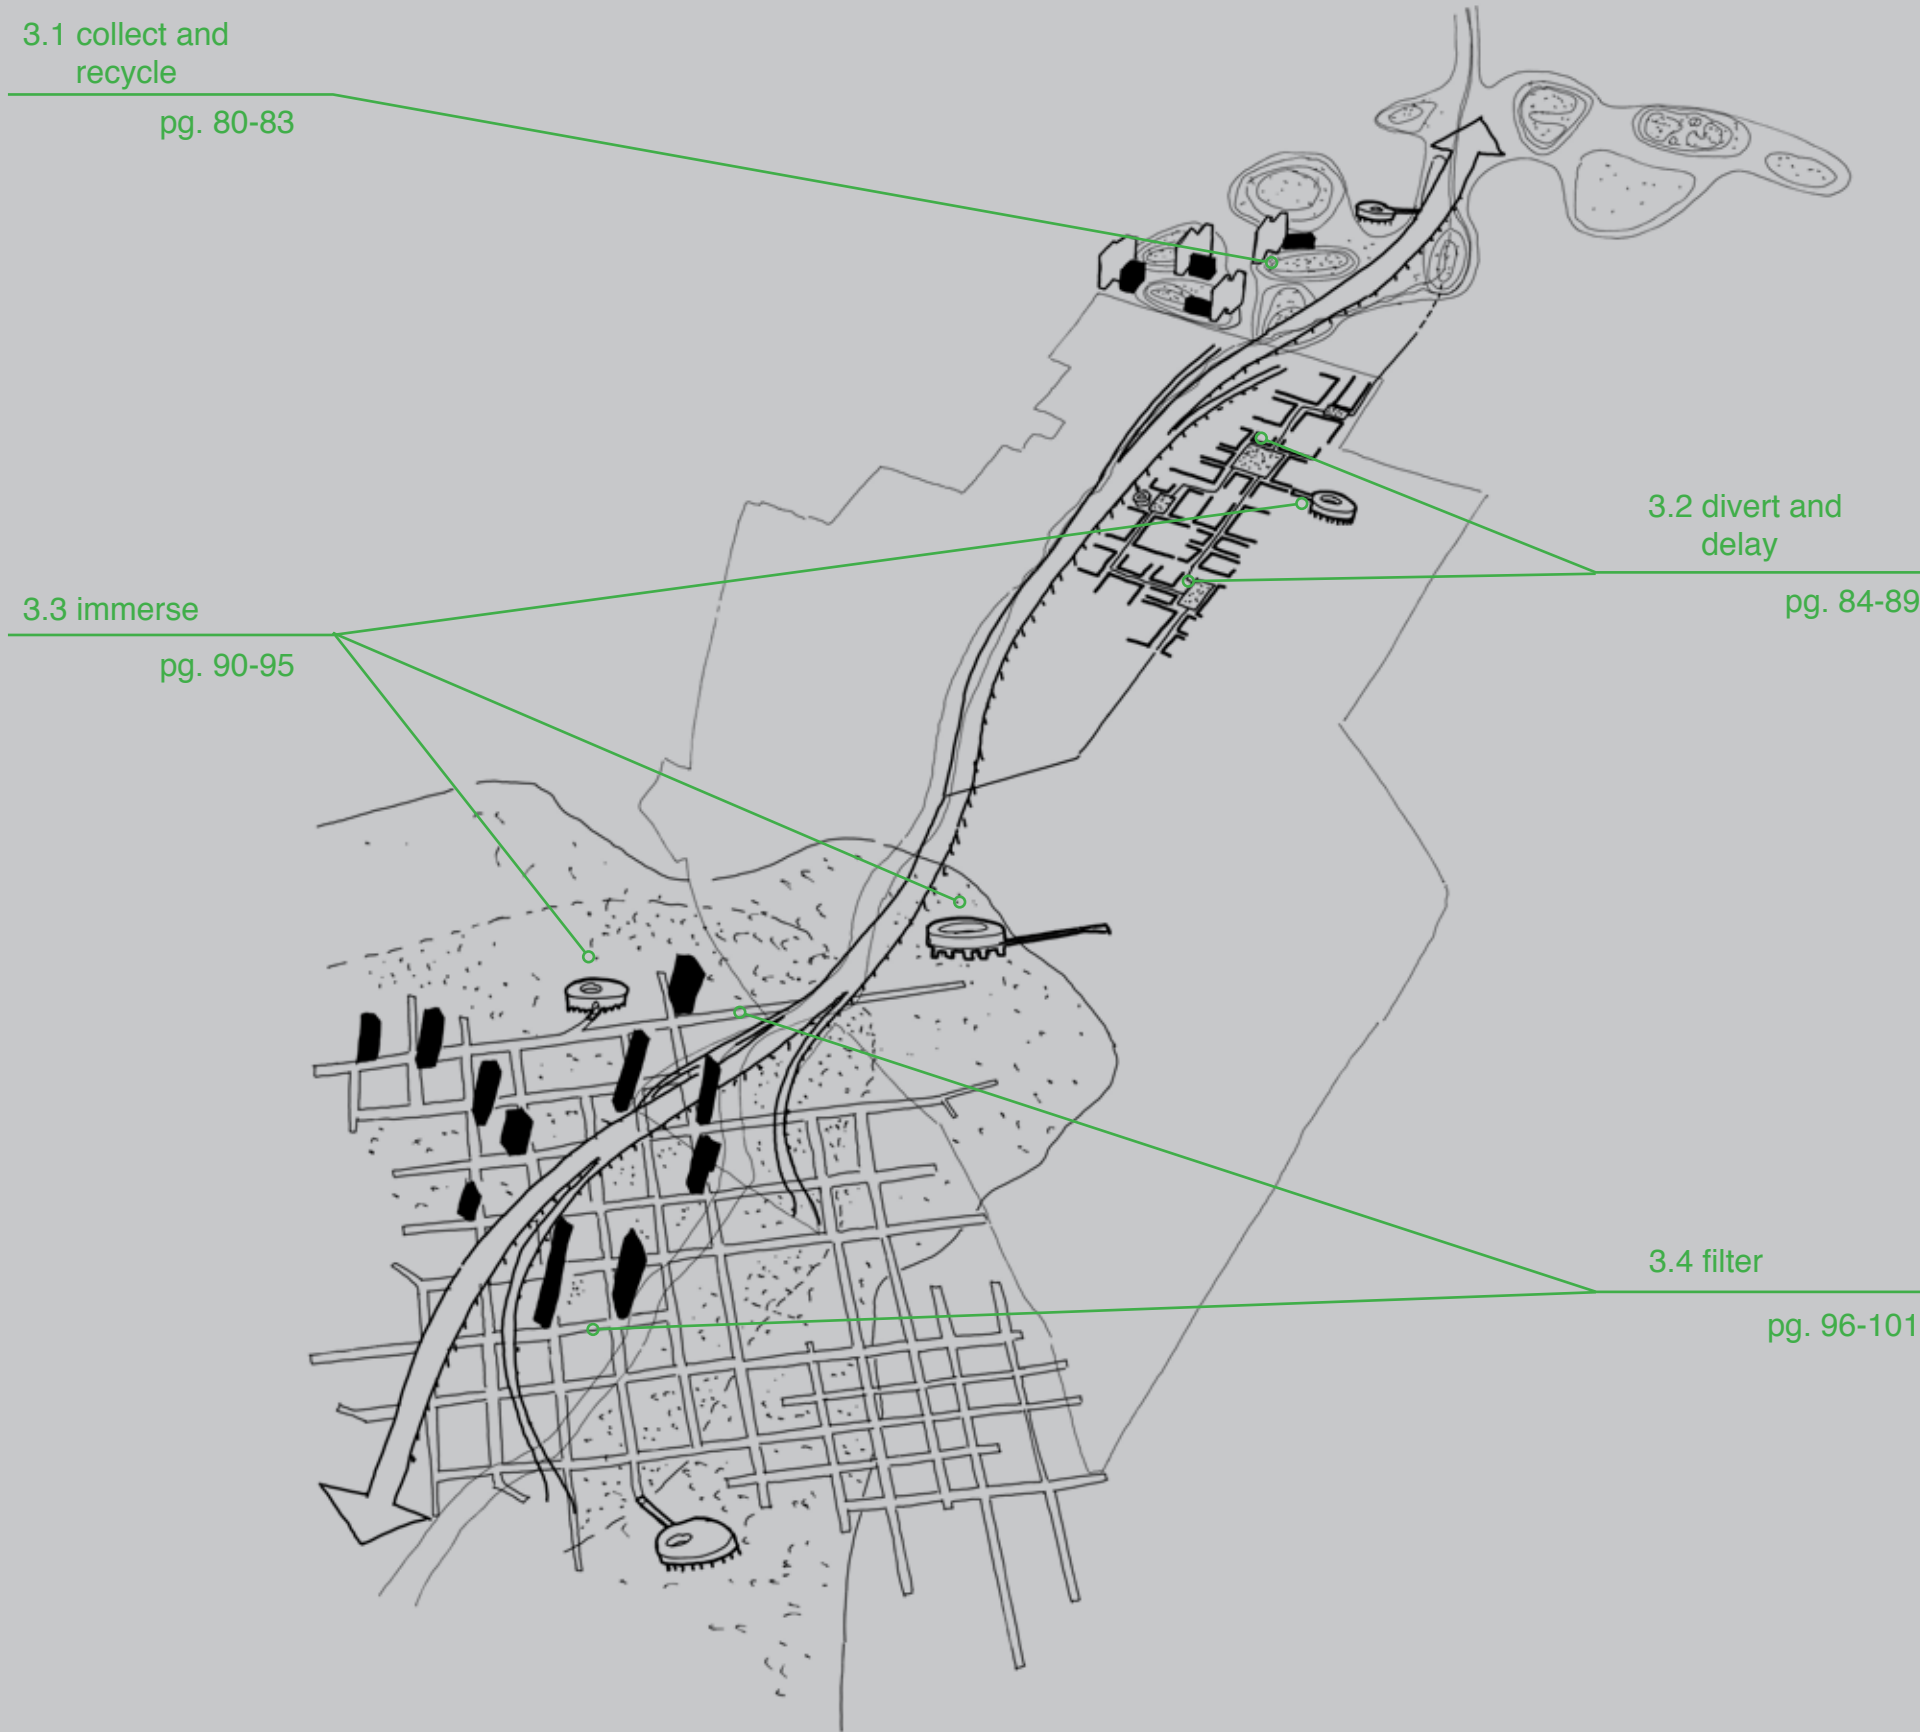 3.1 collect and
recycle
pg. 80-83
3.2 divert and
delay
pg. 84-89
3.3 immerse
pg. 90-95
3.4 filter
pg. 96-101